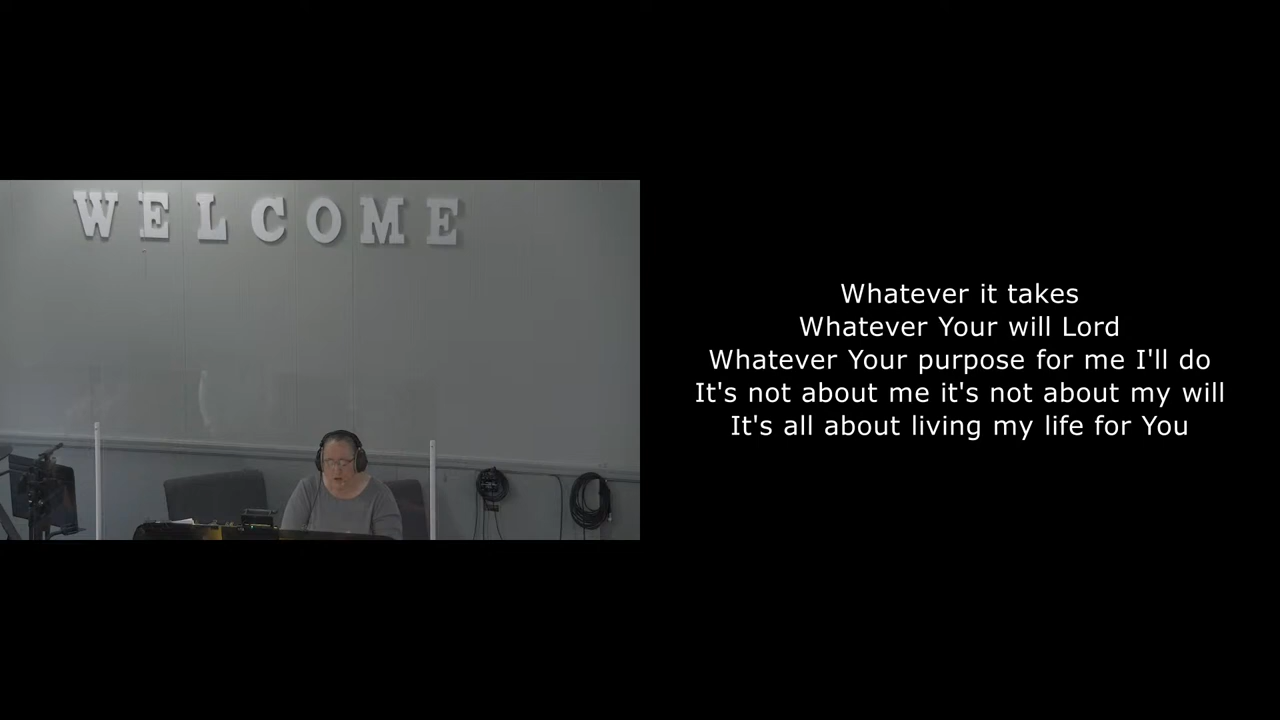 WELCOME
Whatever it takes
Whatever Your will Lord
Whatever Your purpose for me I'll do
It's not about me it's not about my will
It's all about living my life for You